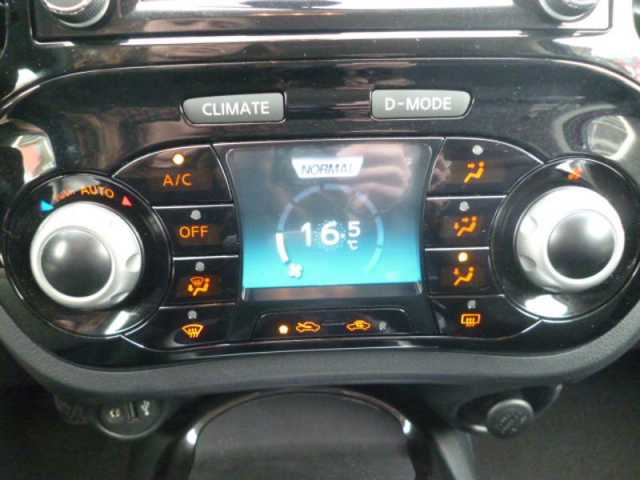 CLIMATE
D-MODE
NORMAL
A/C
AUTO
OFF
16.5
°C